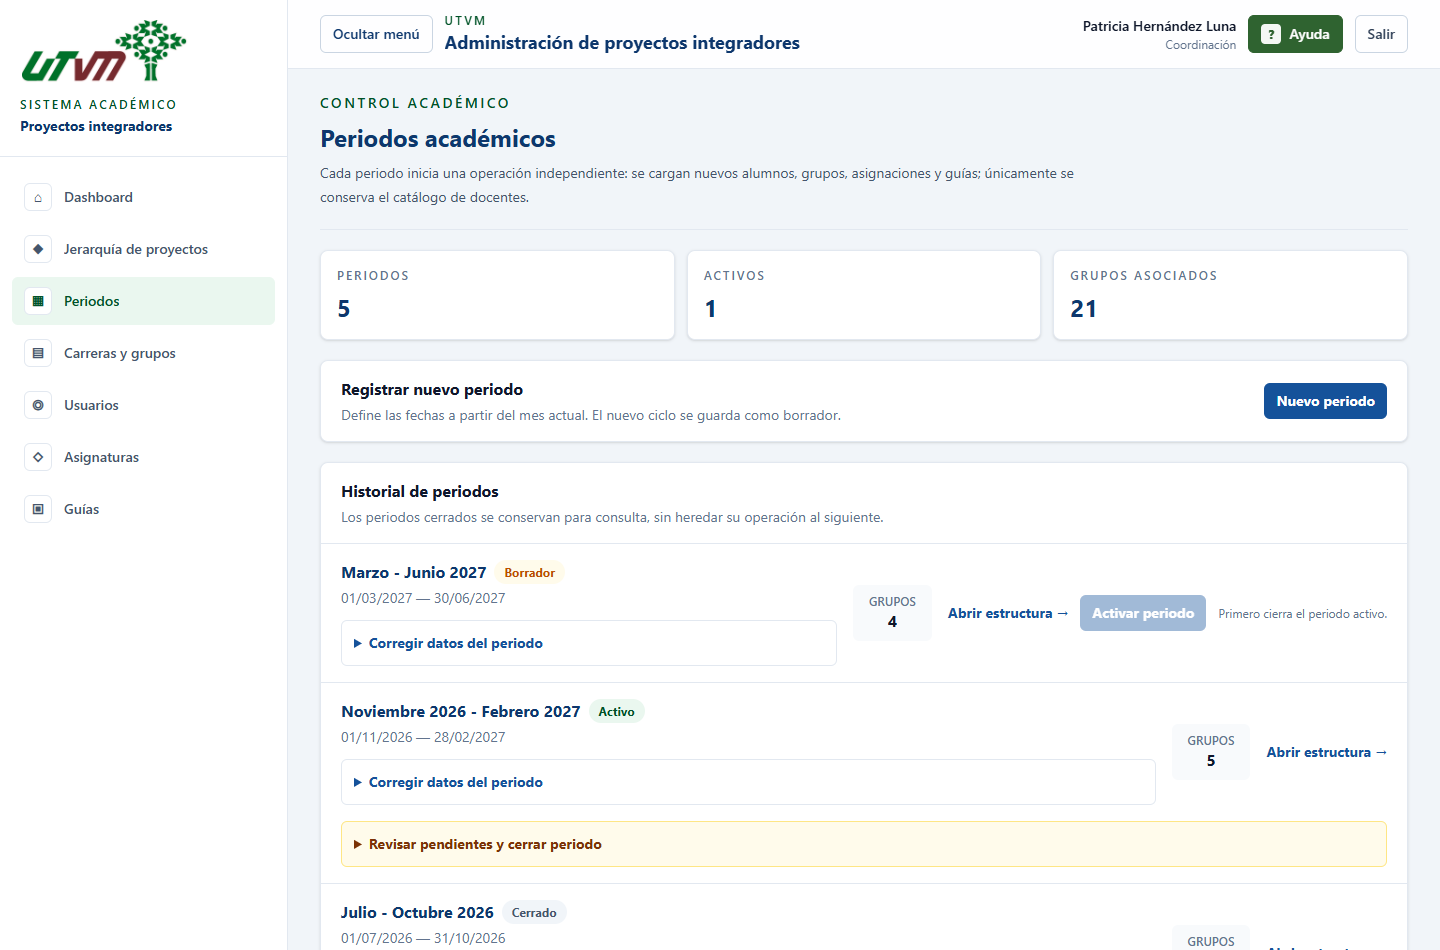 UTVM
SISTEMA ACADÉMICO
Proyectos integradores
Dashboard
Jerarquía de proyectos
Periodos
Carreras y grupos
Usuarios
Asignaturas
Guías
Ocultar menú
UTVM
Administración de proyectos integradores
Patricia Hernández Luna
Coordinación
? Ayuda
Salir
CONTROL ACADÉMICO
Periodos académicos
Cada periodo inicia una operación independiente: se cargan nuevos alumnos, grupos, asignaciones y guías; únicamente se
conserva el catálogo de docentes.
PERIODOS
5
ACTIVOS
1
GRUPOS ASOCIADOS
21
Registrar nuevo periodo
Define las fechas a partir del mes actual. El nuevo ciclo se guarda como borrador.
Nuevo periodo
Historial de periodos
Los periodos cerrados se conservan para consulta, sin heredar su operación al siguiente.
Marzo - Junio 2027 Borrador
01/03/2027 — 30/06/2027
▶ Corregir datos del periodo
GRUPOS
4
Abrir estructura →
Activar periodo
Primero cierra el periodo activo.
Noviembre 2026 - Febrero 2027 Activo
01/11/2026 — 28/02/2027
▶ Corregir datos del periodo
GRUPOS
5
Abrir estructura →
▶ Revisar pendientes y cerrar periodo
Julio - Octubre 2026 Cerrado
01/07/2026 — 31/10/2026
GRUPOS